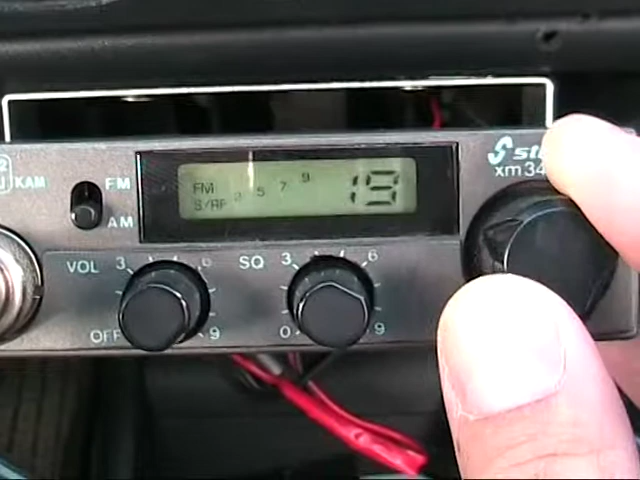 KAM
FM
AM
FM
S/RF 3 5 7 9
19
xm34
VOL 3 6
OFF 9
SQ 3 6
0 9